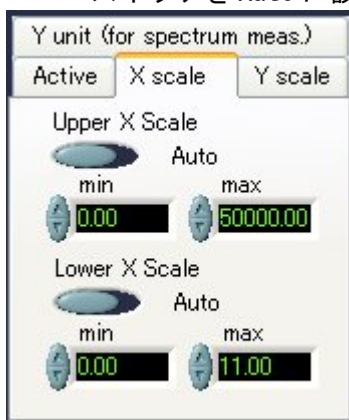 Y unit (for spectrum meas.)
Active X scale Y scale
Upper X Scale
Auto
min max
0.00 50000.00
Lower X Scale
Auto
min max
0.00 11.00